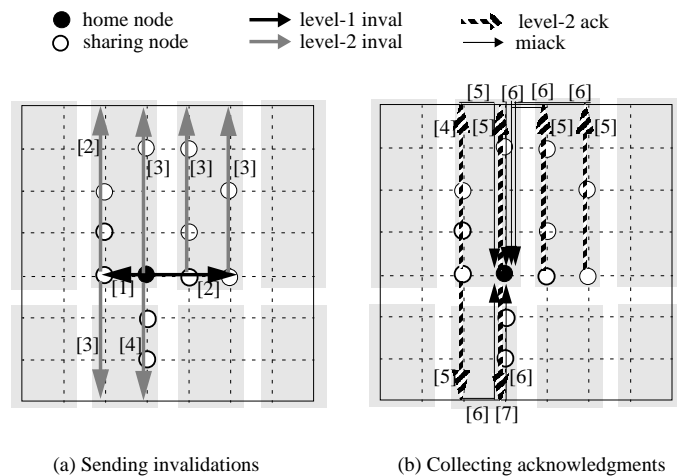 home node
level-1 inval
level-2 ack
sharing node
level-2 inval
miack
[2] [3] [3] [3]
[1] [2]
[3] [4]
[5] [6] [6] [6]
[4] [5] [5] [5]
[5] [6]
[6] [7]
(a) Sending invalidations
(b) Collecting acknowledgments